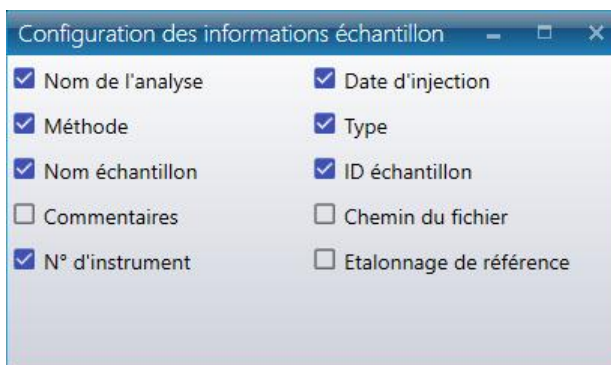 Configuration des informations échantillon
Nom de l'analyse
Date d'injection
Méthode
Type
Nom échantillon
ID échantillon
Commentaires
Chemin du fichier
N° d'instrument
Etalonnage de référence